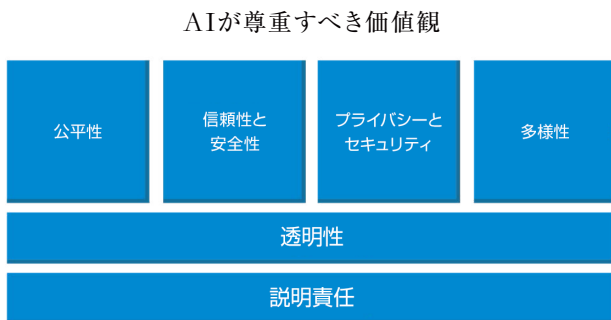 AIが尊重すべき価値観
公平性
信頼性と
安全性
プライバシーと
セキュリティ
多様性
透明性
説明責任